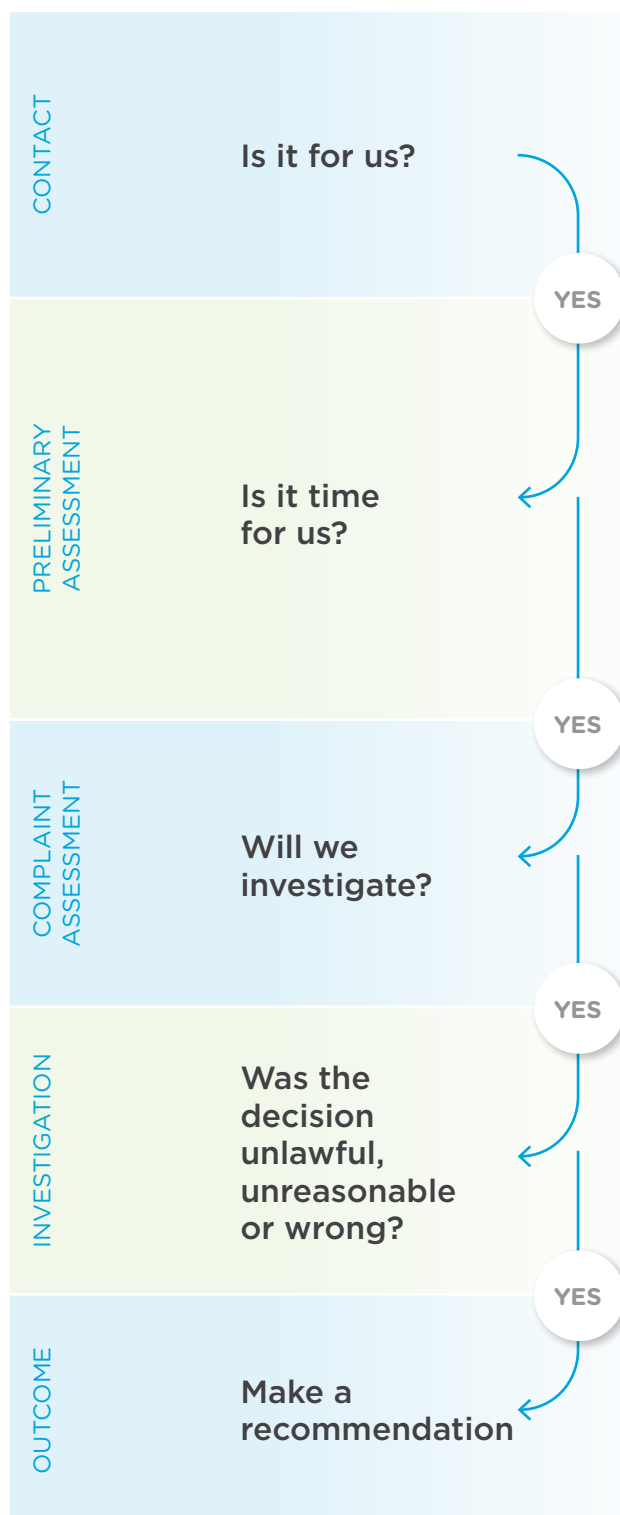 CONTACT
Is it for us?
YES
PRELIMINARY
ASSESSMENT
Is it time
for us?
YES
COMPLAINT
ASSESSMENT
Will we
investigate?
YES
INVESTIGATION
Was the
decision
unlawful,
unreasonable
or wrong?
YES
OUTCOME
Make a
recommendation